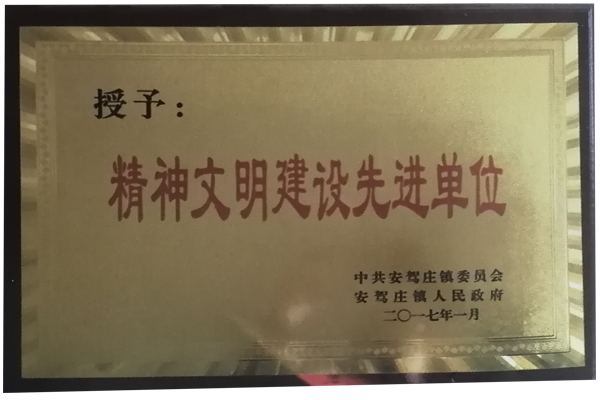 授予：
精神文明建设先进单位
中共安驾庄镇委员会
安驾庄镇人民政府
二〇一七年一月